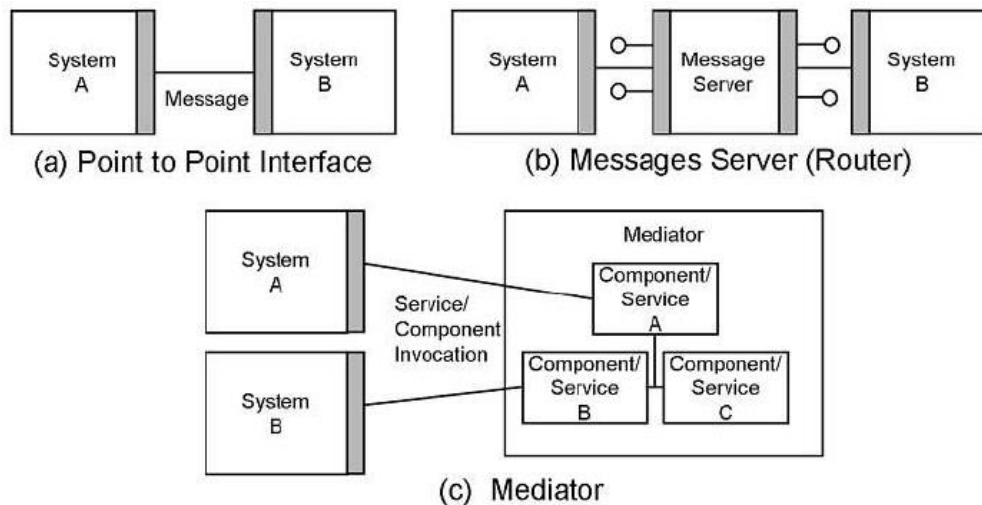 System
A
Message
System
B
(a) Point to Point Interface
System
A
Message
Server
System
B
(b) Messages Server (Router)
System
A
System
B
Service/
Component
Invocation
Mediator
Component/
Service
A
Component/
Service
B
Component/
Service
C
(c) Mediator